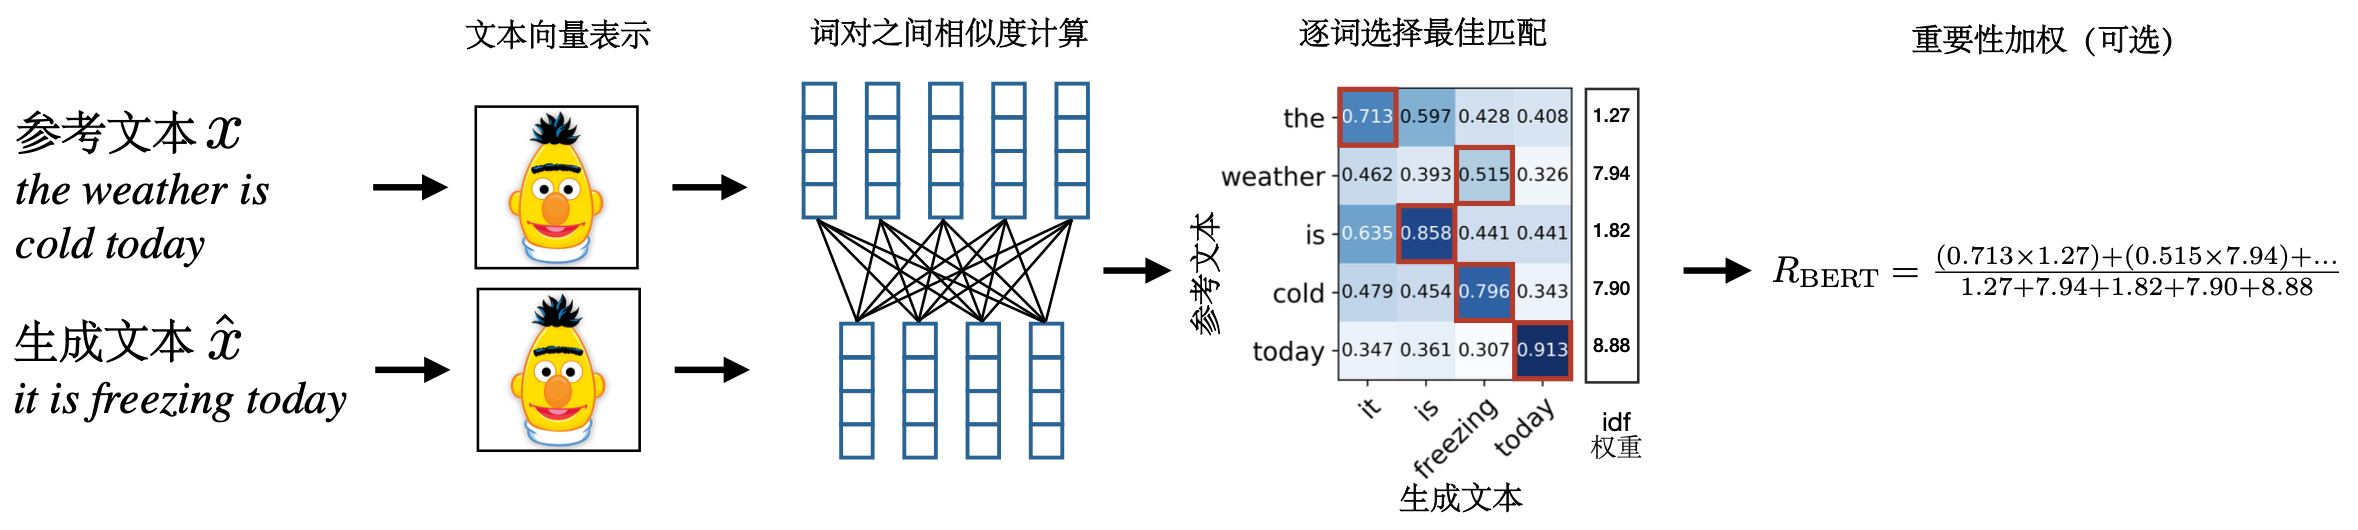 文本向量表示
词对之间相似度计算
逐词选择最佳匹配
重要性加权（可选）
参考文本 x
the weather is
cold today
生成文本 x̂
it is freezing today
参考文本
the 0.713 0.597 0.428 0.408 1.27
weather 0.462 0.393 0.515 0.326 7.94
is 0.635 0.858 0.441 0.441 1.82
cold 0.479 0.454 0.796 0.343 7.90
today 0.347 0.361 0.307 0.913 8.88
it is freezing today
生成文本
idf
权重
R_BERT = (0.713×1.27)+(0.515×7.94)+...
1.27+7.94+1.82+7.90+8.88